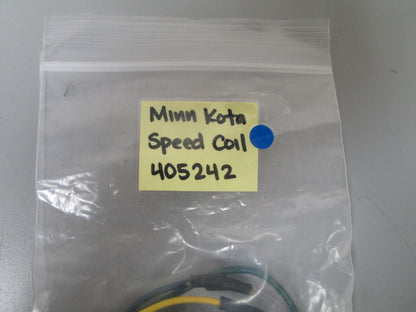 Minn Kota
Speed Coil
405242